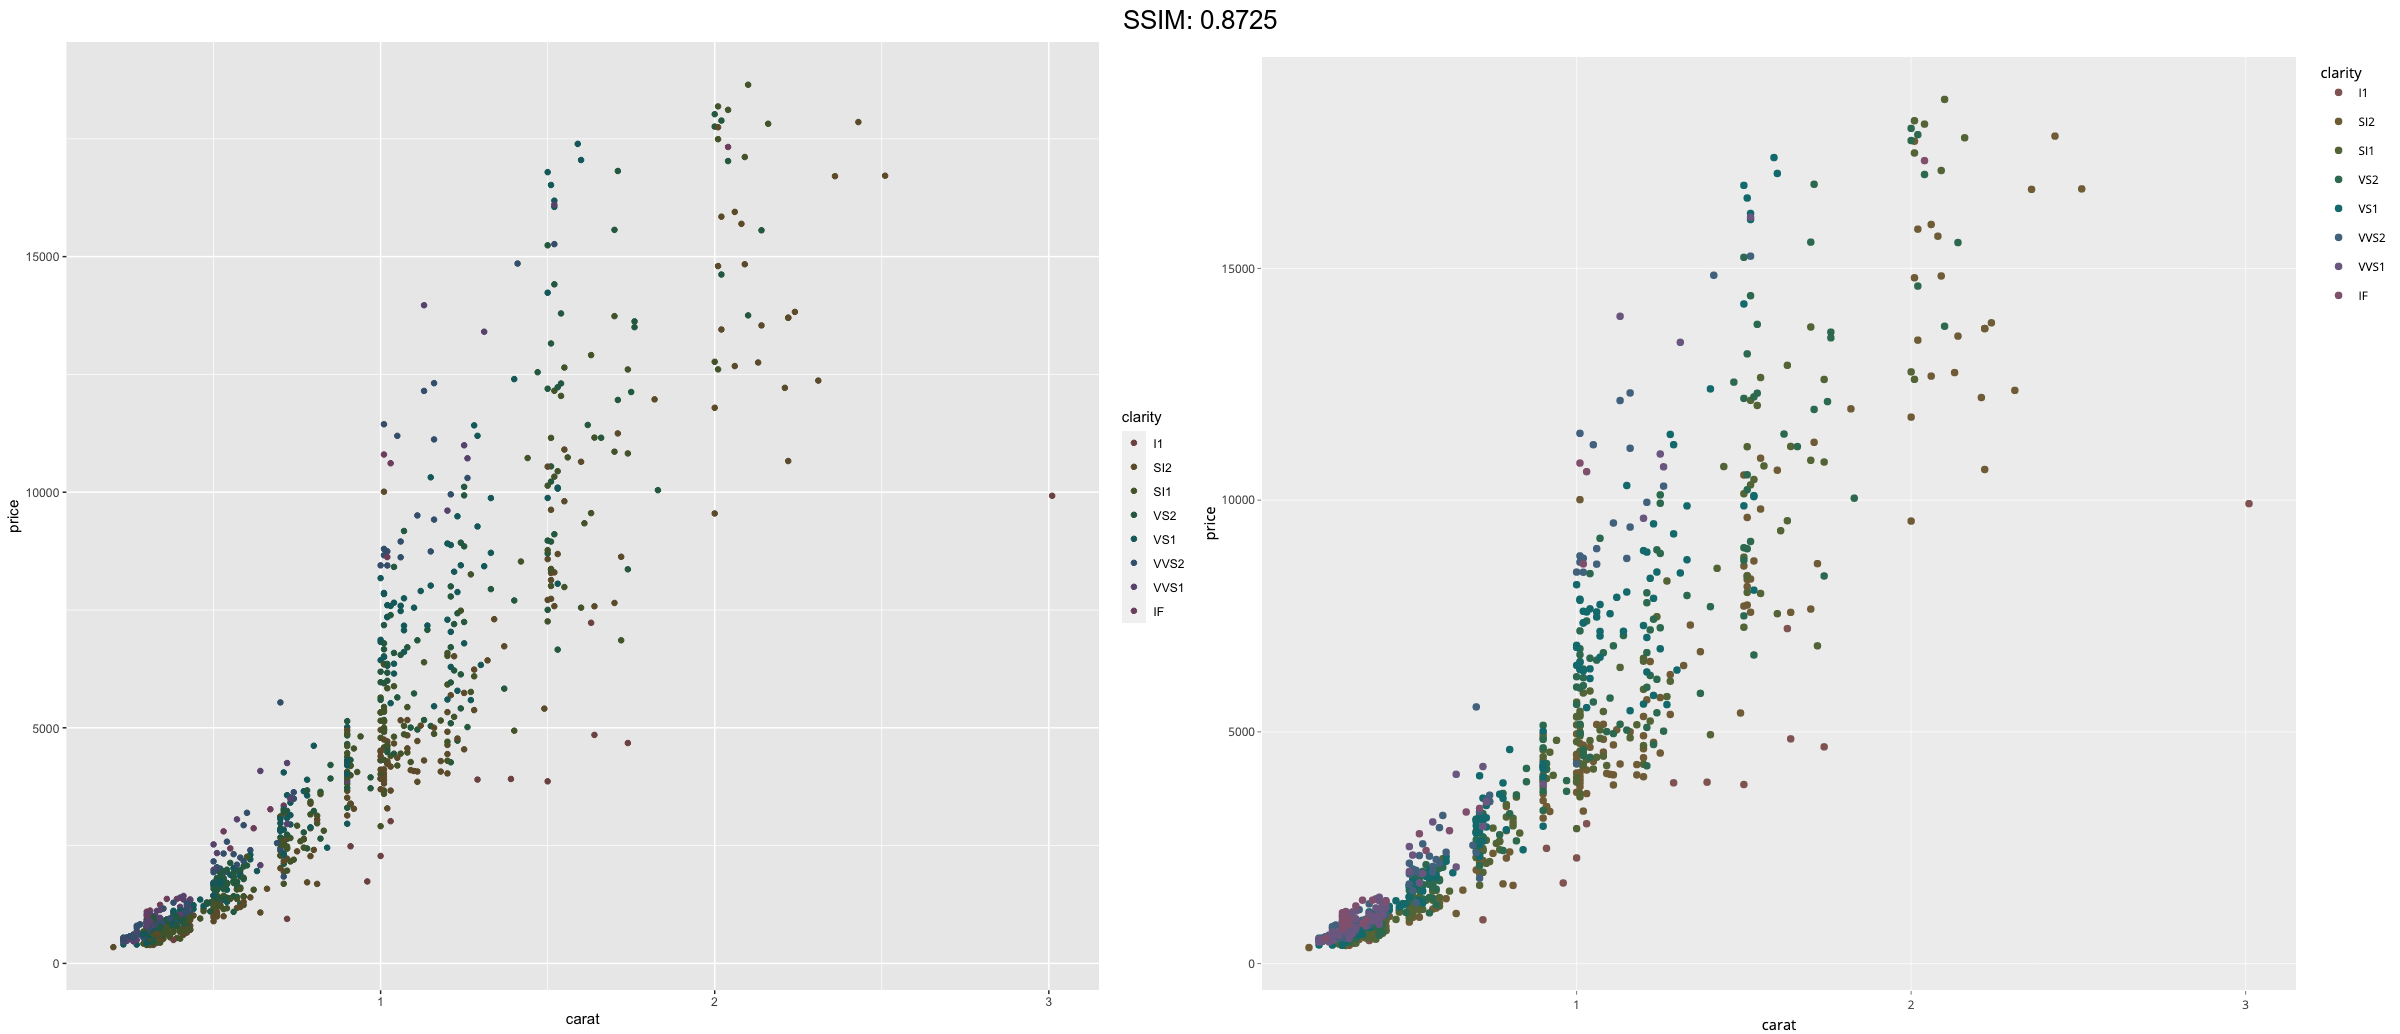 SSIM: 0.8725
15000
10000
5000
0
price
1
2
3
carat
clarity
I1
SI2
SI1
VS2
VS1
VVS2
VVS1
IF
15000
10000
5000
0
price
1
2
3
carat
clarity
I1
SI2
SI1
VS2
VS1
VVS2
VVS1
IF